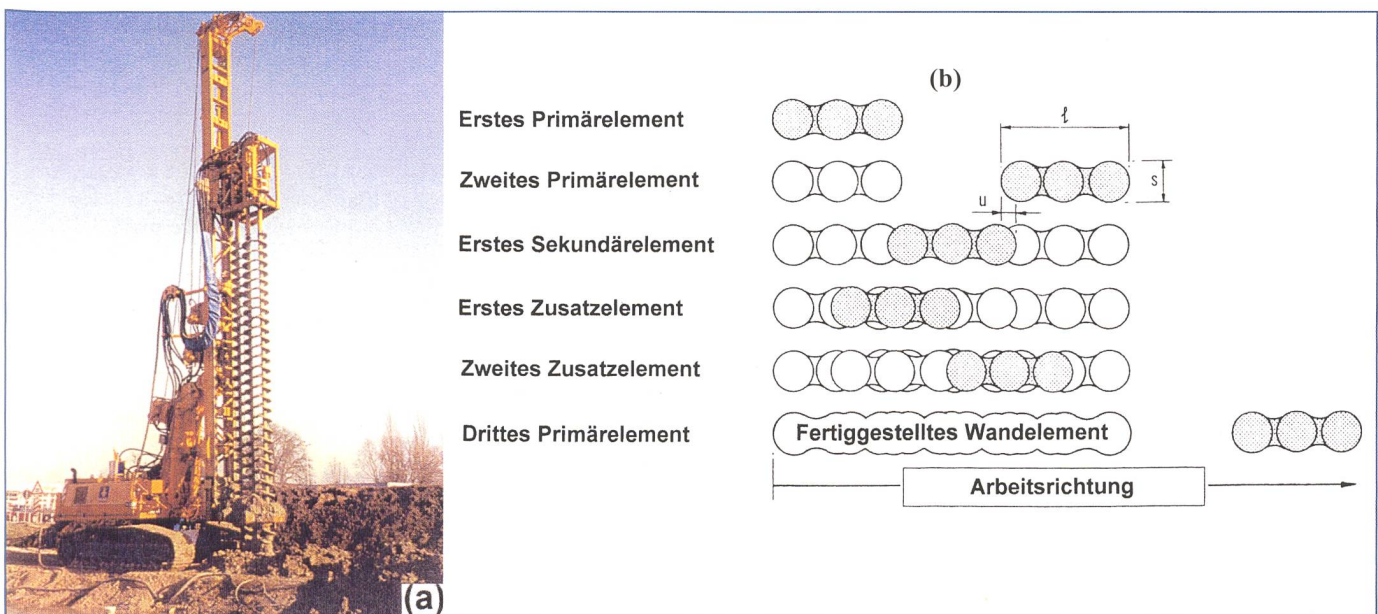 (b)
Erstes Primärelement
ℓ
Zweites Primärelement
s
u
Erstes Sekundärelement
Erstes Zusatzelement
Zweites Zusatzelement
Drittes Primärelement
Fertiggestelltes Wandelement
Arbeitsrichtung
(a)